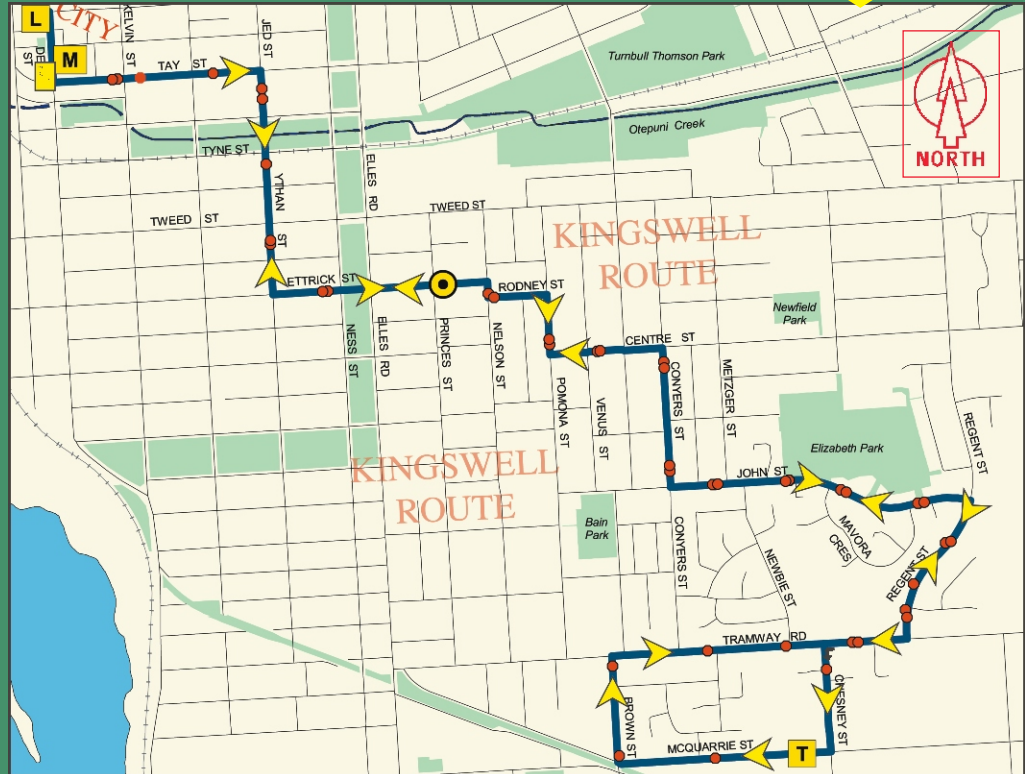 L
CITY
KELVIN ST
JED ST
DE
ST
M
TAY ST
Turnbull Thomson Park
Otepuni Creek
NORTH
TYNE ST
ELLES RD
YTHAN ST
TWEED ST
TWEED ST
KINGSWELL
ROUTE
ETTRICK ST
RODNEY ST
Newfield
Park
NESS ST
ELLES RD
PRINCES ST
NELSON ST
CENTRE ST
POMONA ST
VENUS ST
CONYERS ST
METZGER ST
REGENT ST
Elizabeth Park
KINGSWELL
ROUTE
JOHN ST
Bain
Park
CONYERS ST
MAVORA
CRES
NEWBIE ST
REGENT ST
TRAMWAY RD
CHESNEY ST
BROWN ST
MCQUARRIE ST
T